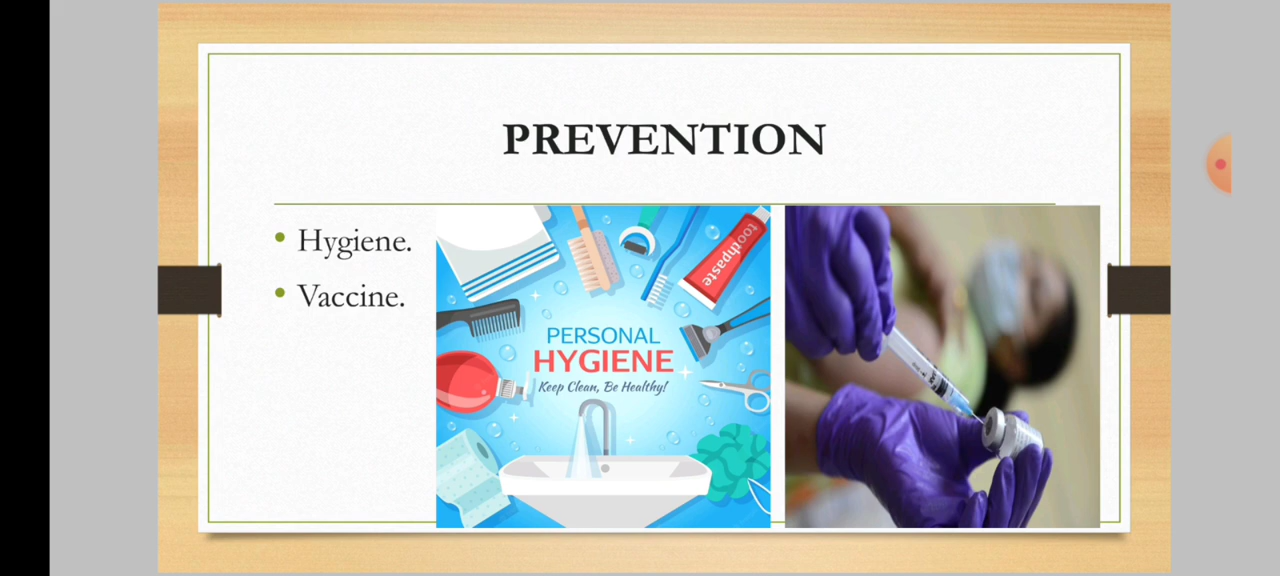 PREVENTION
Hygiene.
Vaccine.
toothpaste
PERSONAL
HYGIENE
Keep Clean, Be Healthy!